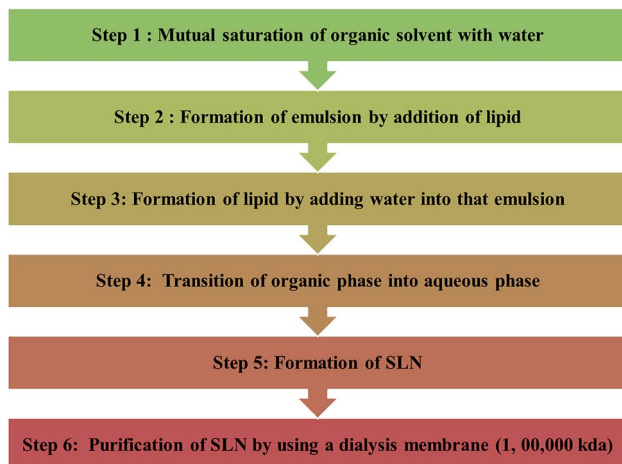 Step 1 : Mutual saturation of organic solvent with water
Step 2 : Formation of emulsion by addition of lipid
Step 3: Formation of lipid by adding water into that emulsion
Step 4: Transition of organic phase into aqueous phase
Step 5: Formation of SLN
Step 6: Purification of SLN by using a dialysis membrane (1, 00,000 kda)